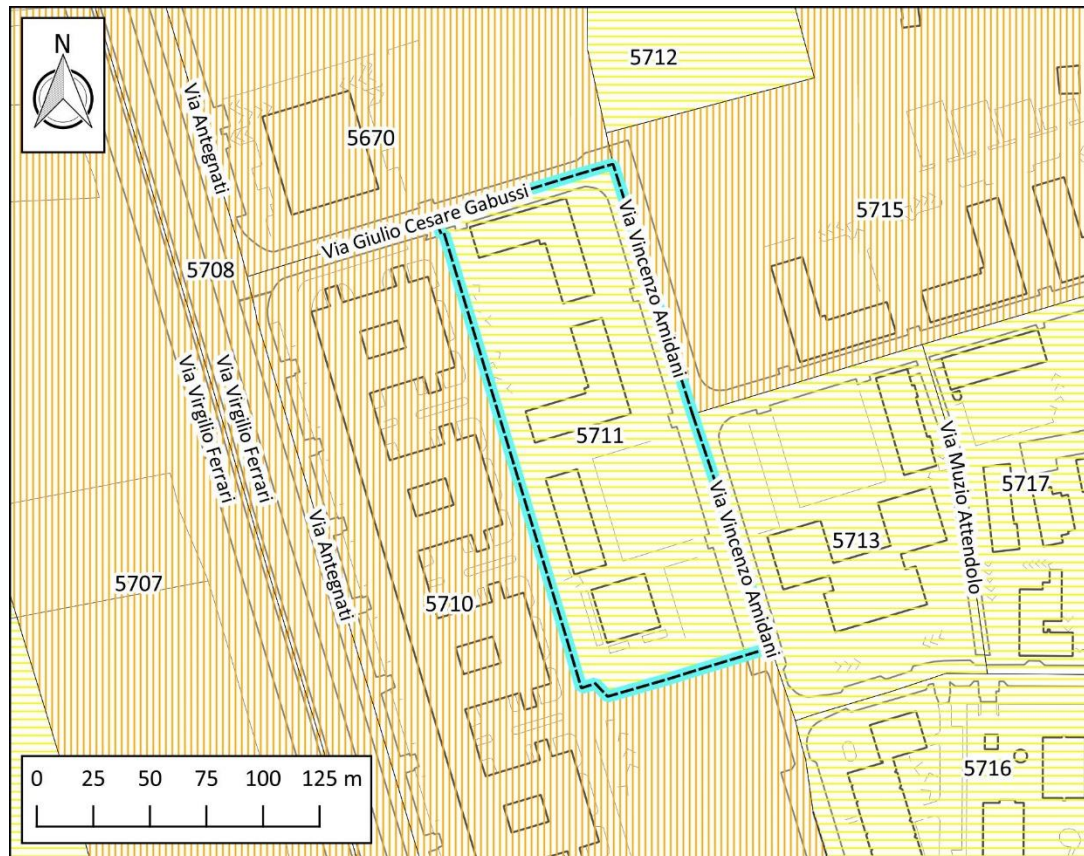 N
5712
Via Antegnati
5670
Via Giulio Cesare Gabussi
5715
5708
Via Vincenzo Amidani
Via Virgilio Ferrari
Via Virgilio Ferrari
5711
Via Muzio Attendolo
5717
Via Antegnati
Via Vincenzo Amidani
5713
5707
5710
5716
0 25 50 75 100 125 m